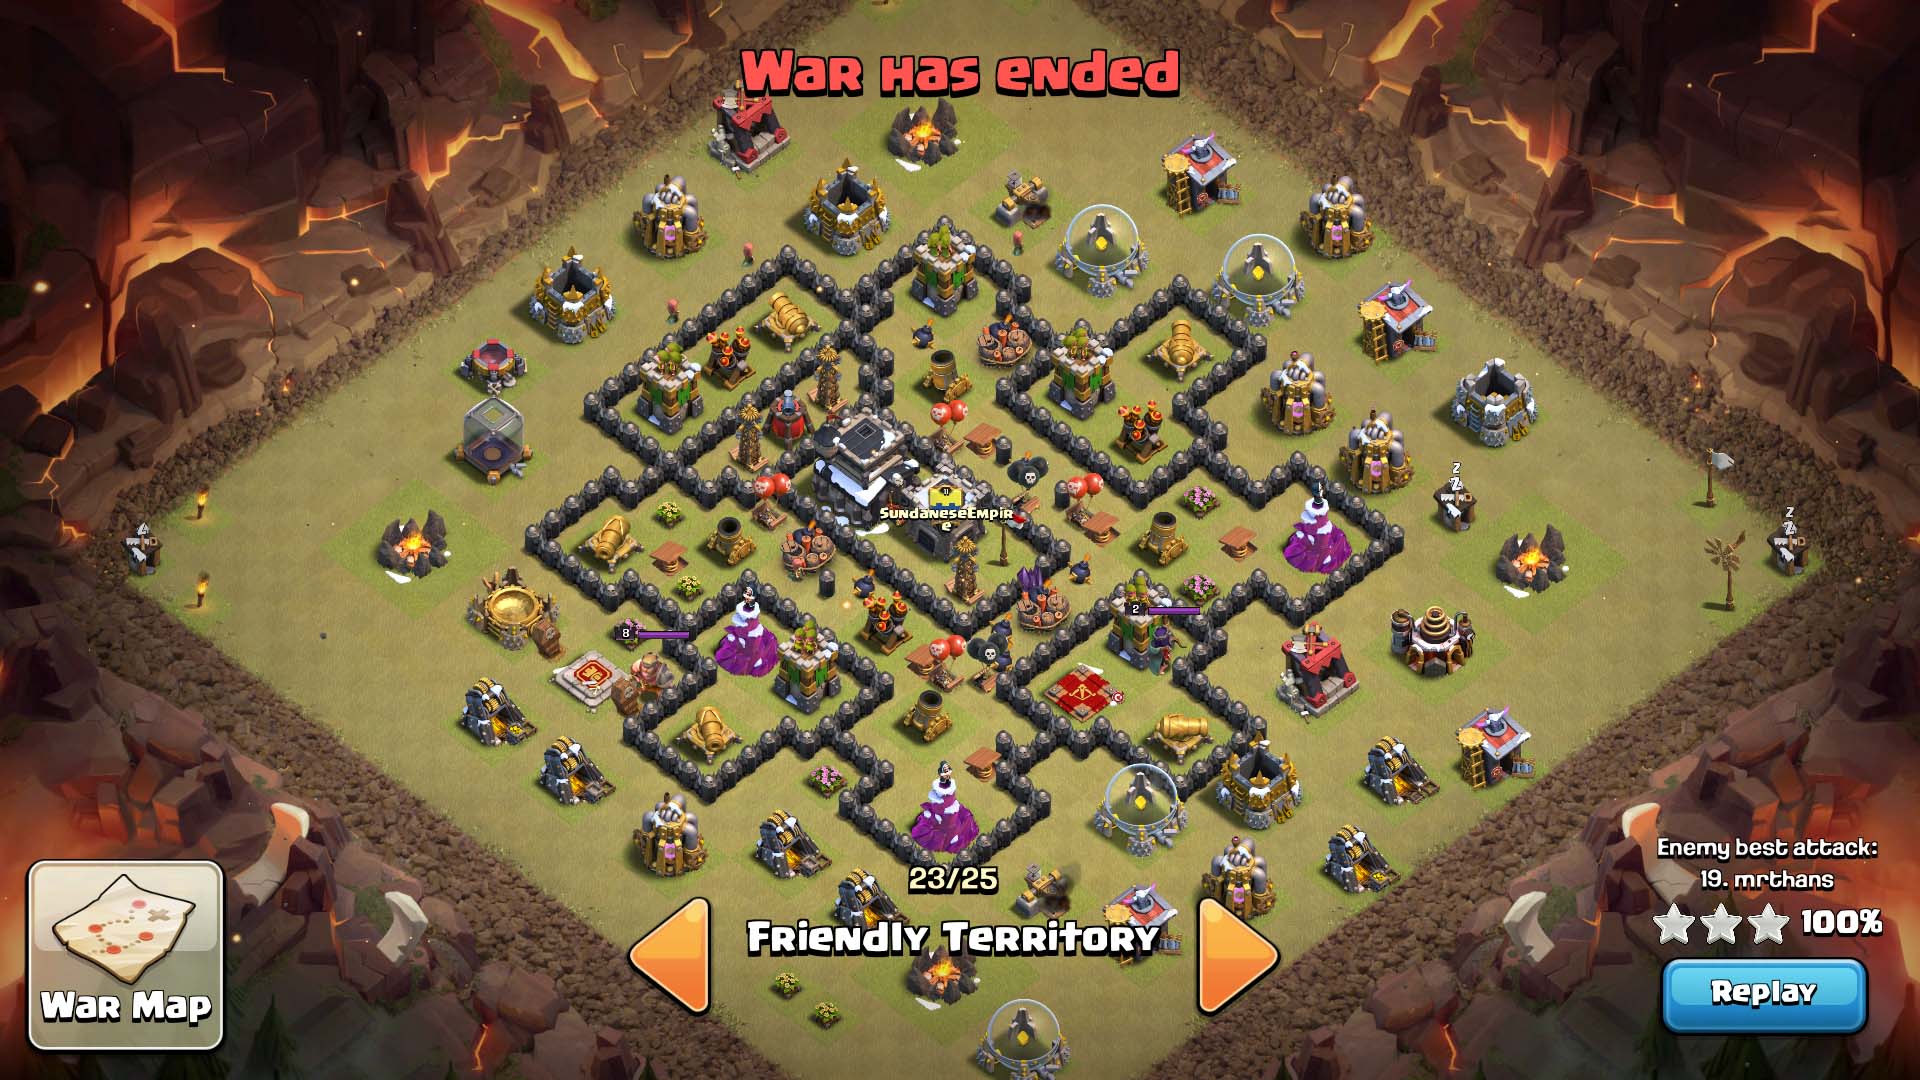 War has ended
z
z
SundaneseEmpir
e
z
z
2
8
Enemy best attack:
23/25
19. mrthans
100%
Friendly Territory
Replay
War Map